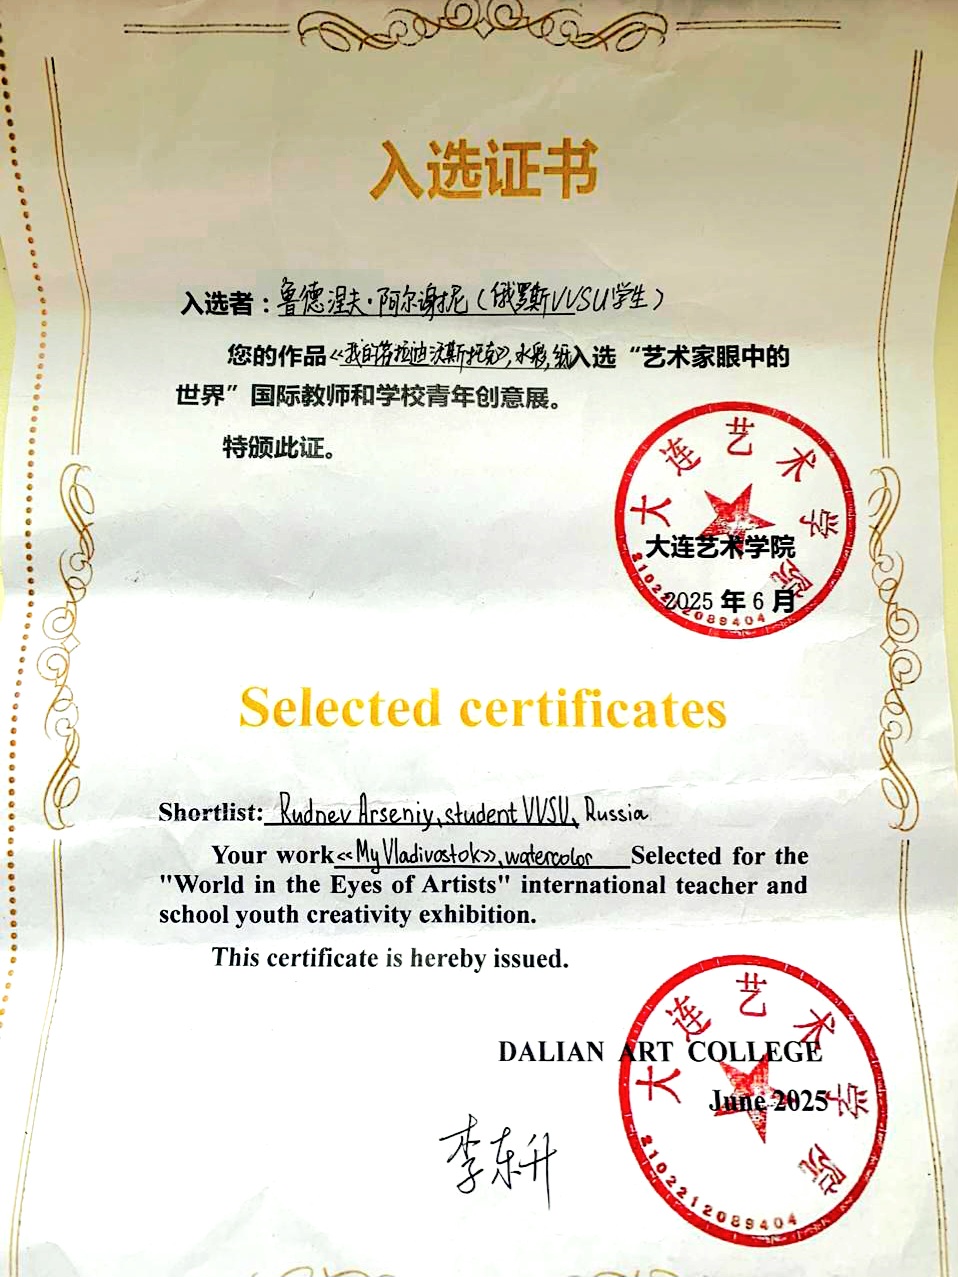 入选证书
入选者：鲁德涅夫·阿尔谢尼（俄罗斯VVSU学生）
您的作品《我的符拉迪沃斯托克》,水彩,纸入选“艺术家眼中的
世界”国际教师和学校青年创意展。
特颁此证。
大连艺术学院
大连艺术学院
2025 年 6 月
2102212089404
Selected certificates
Shortlist: Rudnev Arseniy, student VVSU, Russia
Your work «My Vladivostok», watercolor Selected for the
"World in the Eyes of Artists" international teacher and
school youth creativity exhibition.
This certificate is hereby issued.
大连艺术学院
DALIAN ART COLLEGE
June 2025
2102212089404
李东升